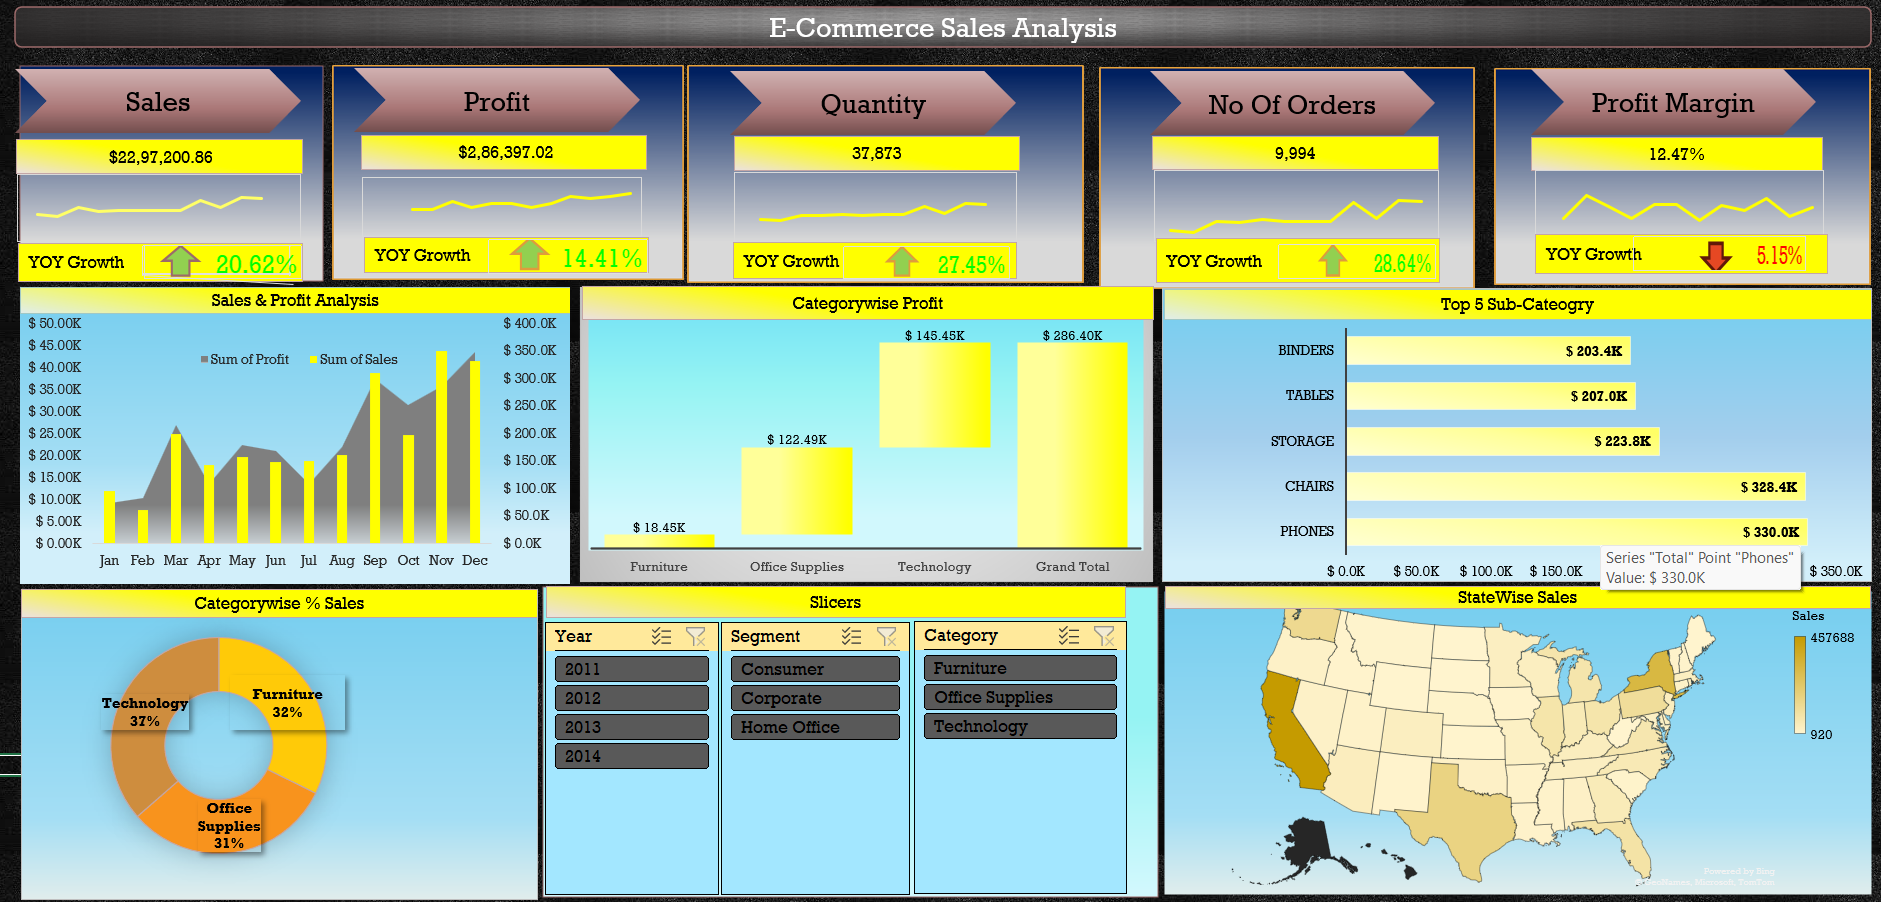 E-Commerce Sales Analysis
Sales
$22,97,200.86
YOY Growth
20.62%
Profit
$2,86,397.02
YOY Growth
14.41%
Quantity
37,873
YOY Growth
27.45%
No Of Orders
9,994
YOY Growth
28.64%
Profit Margin
12.47%
YOY Growth
5.15%
Sales & Profit Analysis
$ 50.00K
$ 45.00K
$ 40.00K
$ 35.00K
$ 30.00K
$ 25.00K
$ 20.00K
$ 15.00K
$ 10.00K
$ 5.00K
$ 0.00K
Sum of Profit
Sum of Sales
$ 400.0K
$ 350.0K
$ 300.0K
$ 250.0K
$ 200.0K
$ 150.0K
$ 100.0K
$ 50.0K
$ 0.0K
Jan Feb Mar Apr May Jun Jul Aug Sep Oct Nov Dec
Categorywise Profit
$ 18.45K
$ 122.49K
$ 145.45K
$ 286.40K
Furniture Office Supplies Technology Grand Total
Top 5 Sub-Cateogry
BINDERS $ 203.4K
TABLES $ 207.0K
STORAGE $ 223.8K
CHAIRS $ 328.4K
PHONES $ 330.0K
$ 0.0K $ 50.0K $ 100.0K $ 150.0K $ 350.0K
Series "Total" Point "Phones"
Value: $ 330.0K
Categorywise % Sales
Technology
37%
Furniture
32%
Office
Supplies
31%
Slicers
Year
2011
2012
2013
2014
Segment
Consumer
Corporate
Home Office
Category
Furniture
Office Supplies
Technology
StateWise Sales
Sales
457688
920
Powered by Bing
GeoNames, Microsoft, TomTom